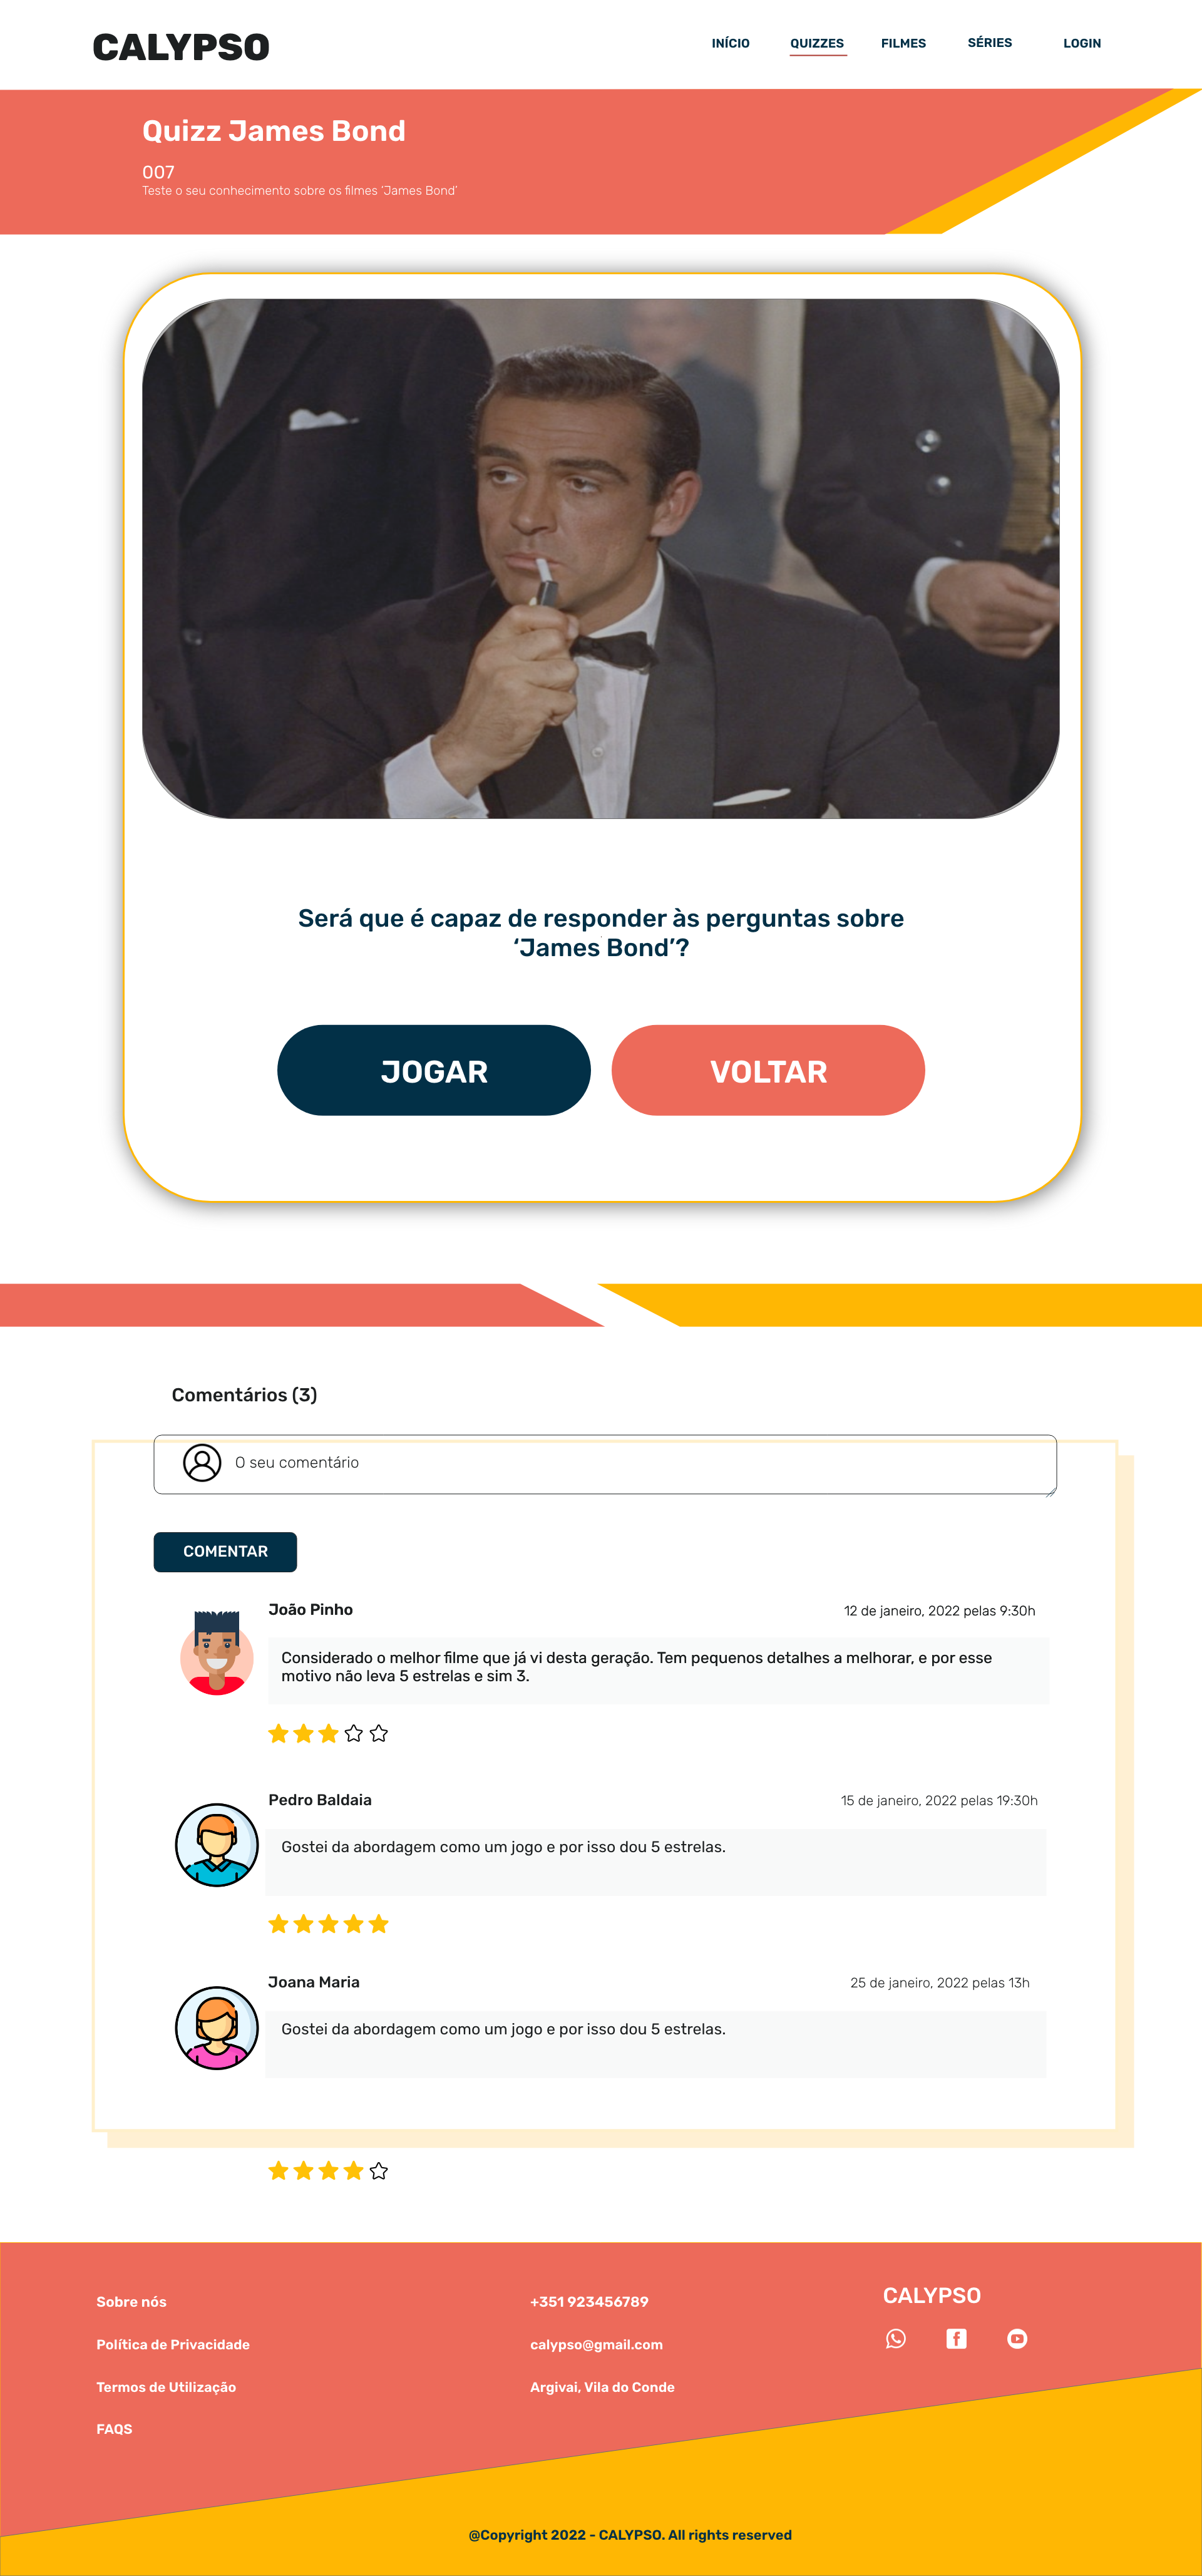 CALYPSO
INÍCIO
QUIZZES
FILMES
SÉRIES
LOGIN
Quizz James Bond
007
Teste o seu conhecimento sobre os filmes ‘James Bond’
Será que é capaz de responder às perguntas sobre
‘James Bond’?
JOGAR
VOLTAR
Comentários (3)
O seu comentário
COMENTAR
João Pinho
12 de janeiro, 2022 pelas 9:30h
Considerado o melhor filme que já vi desta geração. Tem pequenos detalhes a melhorar, e por esse
motivo não leva 5 estrelas e sim 3.
Pedro Baldaia
15 de janeiro, 2022 pelas 19:30h
Gostei da abordagem como um jogo e por isso dou 5 estrelas.
Joana Maria
25 de janeiro, 2022 pelas 13h
Gostei da abordagem como um jogo e por isso dou 5 estrelas.
Sobre nós
Política de Privacidade
Termos de Utilização
FAQS
+351 923456789
calypso@gmail.com
Argivai, Vila do Conde
CALYPSO
@Copyright 2022 - CALYPSO. All rights reserved